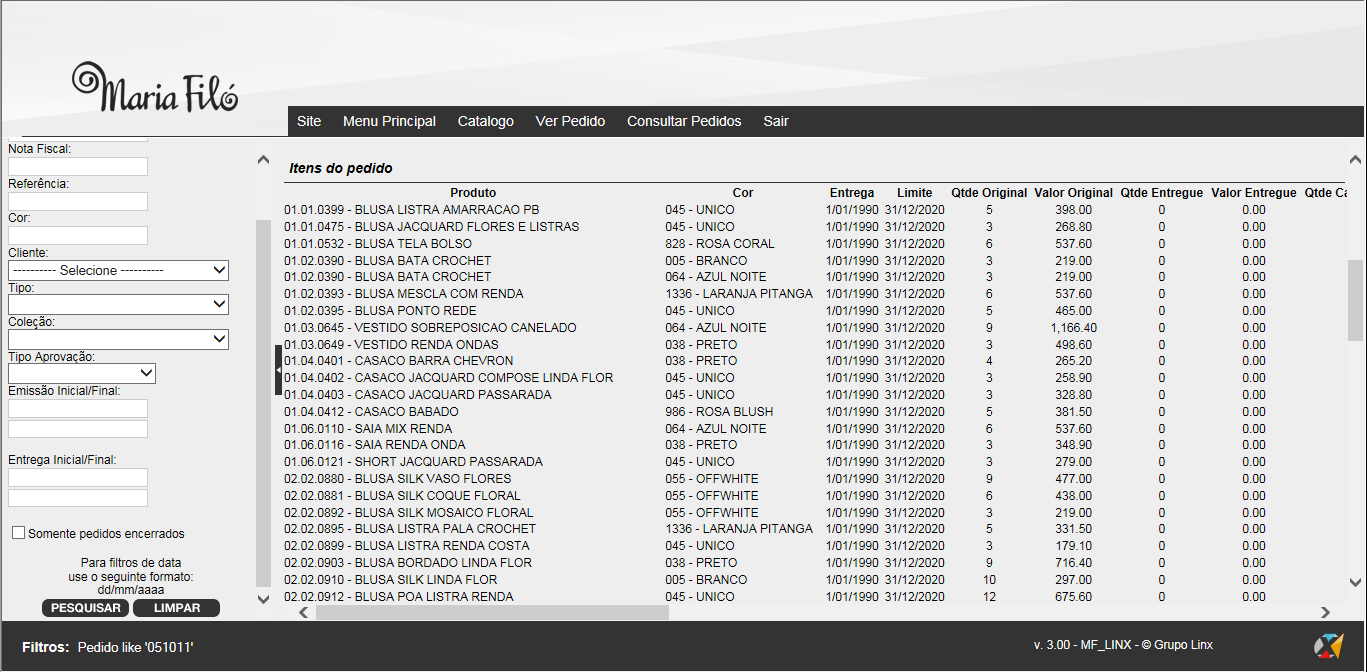 Maria Filó
Site Menu Principal Catalogo Ver Pedido Consultar Pedidos Sair
Nota Fiscal:
Referência:
Cor:
Cliente:
---------- Selecione ----------
Tipo:
Coleção:
Tipo Aprovação:
Emissão Inicial/Final:
Entrega Inicial/Final:
Somente pedidos encerrados
Para filtros de data
use o seguinte formato:
dd/mm/aaaa
PESQUISAR LIMPAR
Itens do pedido
Produto Cor Entrega Limite Qtde Original Valor Original Qtde Entregue Valor Entregue Qtde Ca
01.01.0399 - BLUSA LISTRA AMARRACAO PB 045 - UNICO 1/01/1990 31/12/2020 5 398.00 0 0.00
01.01.0475 - BLUSA JACQUARD FLORES E LISTRAS 045 - UNICO 1/01/1990 31/12/2020 3 268.80 0 0.00
01.01.0532 - BLUSA TELA BOLSO 828 - ROSA CORAL 1/01/1990 31/12/2020 6 537.60 0 0.00
01.02.0390 - BLUSA BATA CROCHET 005 - BRANCO 1/01/1990 31/12/2020 3 219.00 0 0.00
01.02.0390 - BLUSA BATA CROCHET 064 - AZUL NOITE 1/01/1990 31/12/2020 3 219.00 0 0.00
01.02.0393 - BLUSA MESCLA COM RENDA 1336 - LARANJA PITANGA 1/01/1990 31/12/2020 6 537.60 0 0.00
01.02.0395 - BLUSA PONTO REDE 045 - UNICO 1/01/1990 31/12/2020 5 465.00 0 0.00
01.03.0645 - VESTIDO SOBREPOSICAO CANELADO 064 - AZUL NOITE 1/01/1990 31/12/2020 9 1,166.40 0 0.00
01.03.0649 - VESTIDO RENDA ONDAS 038 - PRETO 1/01/1990 31/12/2020 3 498.60 0 0.00
01.04.0401 - CASACO BARRA CHEVRON 038 - PRETO 1/01/1990 31/12/2020 4 265.20 0 0.00
01.04.0402 - CASACO JACQUARD COMPOSE LINDA FLOR 045 - UNICO 1/01/1990 31/12/2020 3 258.90 0 0.00
01.04.0403 - CASACO JACQUARD PASSARADA 045 - UNICO 1/01/1990 31/12/2020 3 328.80 0 0.00
01.04.0412 - CASACO BABADO 986 - ROSA BLUSH 1/01/1990 31/12/2020 5 381.50 0 0.00
01.06.0110 - SAIA MIX RENDA 064 - AZUL NOITE 1/01/1990 31/12/2020 6 537.60 0 0.00
01.06.0116 - SAIA RENDA ONDA 038 - PRETO 1/01/1990 31/12/2020 3 348.90 0 0.00
01.06.0121 - SHORT JACQUARD PASSARADA 045 - UNICO 1/01/1990 31/12/2020 3 279.00 0 0.00
02.02.0880 - BLUSA SILK VASO FLORES 055 - OFFWHITE 1/01/1990 31/12/2020 9 477.00 0 0.00
02.02.0881 - BLUSA SILK COQUE FLORAL 055 - OFFWHITE 1/01/1990 31/12/2020 6 438.00 0 0.00
02.02.0892 - BLUSA SILK MOSAICO FLORAL 055 - OFFWHITE 1/01/1990 31/12/2020 3 219.00 0 0.00
02.02.0895 - BLUSA LISTRA PALA CROCHET 1336 - LARANJA PITANGA 1/01/1990 31/12/2020 5 331.50 0 0.00
02.02.0899 - BLUSA LISTRA RENDA COSTA 045 - UNICO 1/01/1990 31/12/2020 3 179.10 0 0.00
02.02.0903 - BLUSA BORDADO LINDA FLOR 038 - PRETO 1/01/1990 31/12/2020 9 716.40 0 0.00
02.02.0910 - BLUSA SILK LINDA FLOR 005 - BRANCO 1/01/1990 31/12/2020 10 297.00 0 0.00
02.02.0912 - BLUSA POA LISTRA RENDA 045 - UNICO 1/01/1990 31/12/2020 12 675.60 0 0.00
Filtros: Pedido like '051011' v. 3.00 - MF_LINX - © Grupo Linx